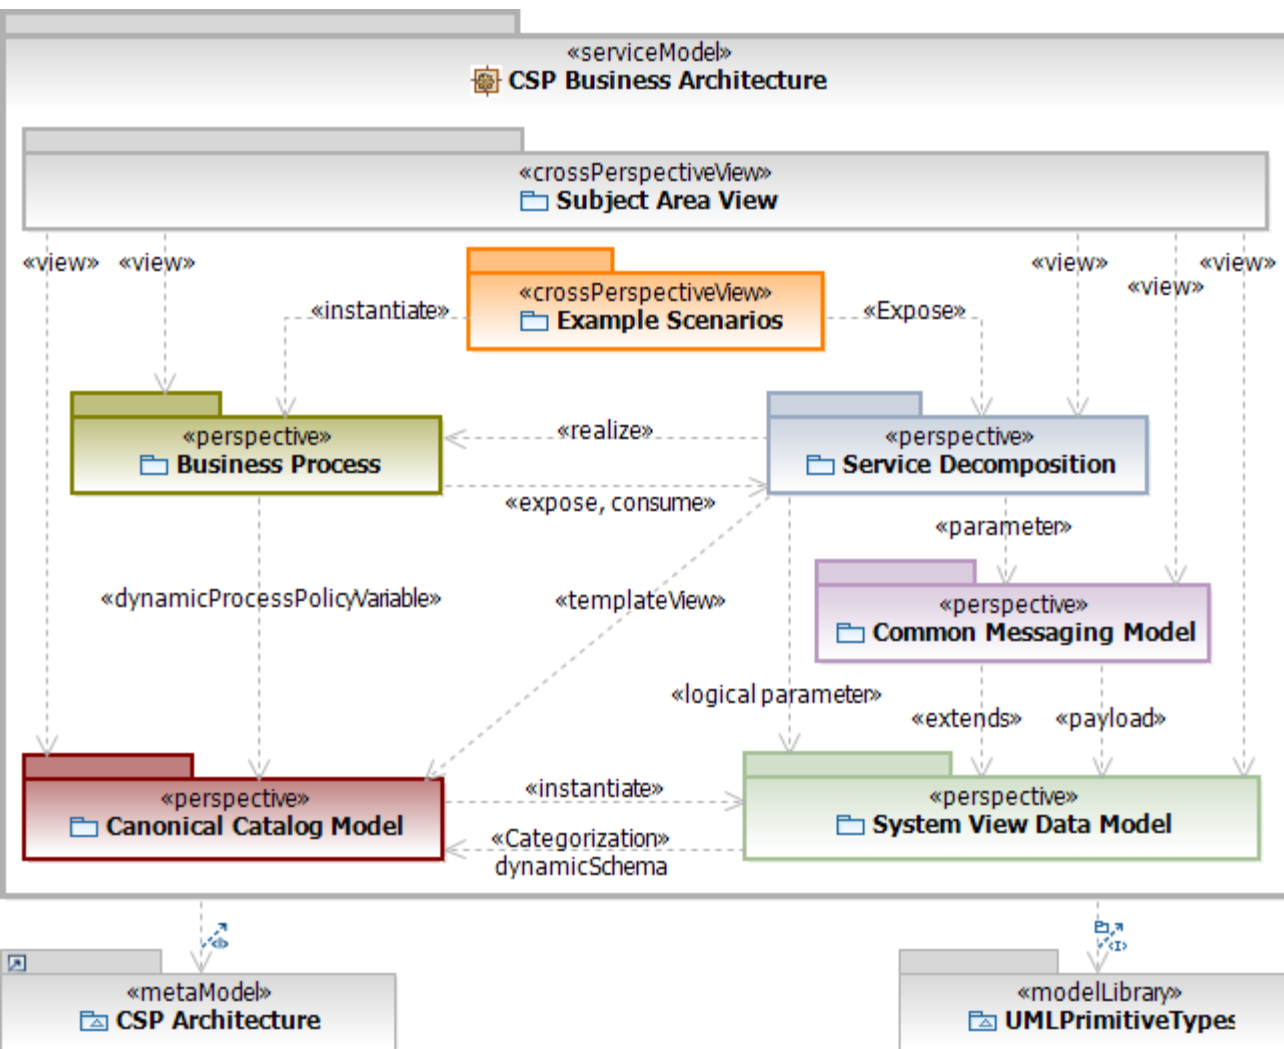 «serviceModel»
CSP Business Architecture
«crossPerspectiveView»
Subject Area View
«view» «view»
«view»
«view»
«view»
«crossPerspectiveView»
Example Scenarios
«instantiate»
«Expose»
«perspective»
Business Process
«realize»
«perspective»
Service Decomposition
«expose, consume»
«parameter»
«dynamicProcessPolicyVariable»
«templateView»
«perspective»
Common Messaging Model
«logical parameter»
«extends»
«payload»
«perspective»
Canonical Catalog Model
«instantiate»
«perspective»
System View Data Model
«Categorization»
dynamicSchema
«metaModel»
CSP Architecture
«modelLibrary»
UMLPrimitiveTypes